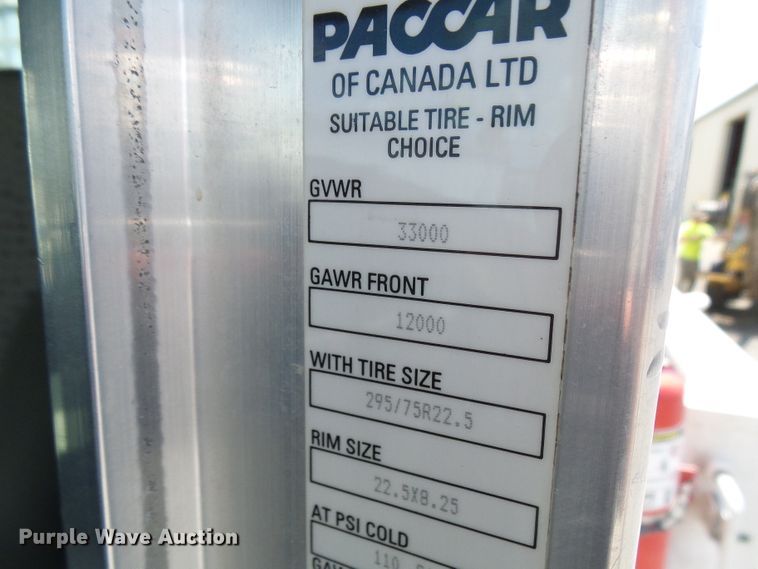 PACCAR
OF CANADA LTD
SUITABLE TIRE - RIM
CHOICE
GVWR
33000
GAWR FRONT
12000
WITH TIRE SIZE
295/75R22.5
RIM SIZE
22.5X8.25
AT PSI COLD
110
Purple Wave Auction